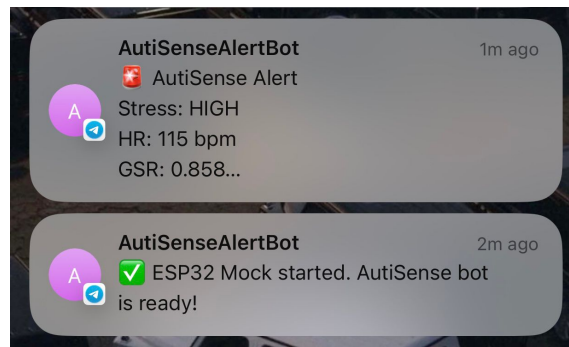 AutiSenseAlertBot 1m ago
🚨 AutiSense Alert
A
Stress: HIGH
HR: 115 bpm
GSR: 0.858...
AutiSenseAlertBot 2m ago
A
✅ ESP32 Mock started. AutiSense bot
is ready!